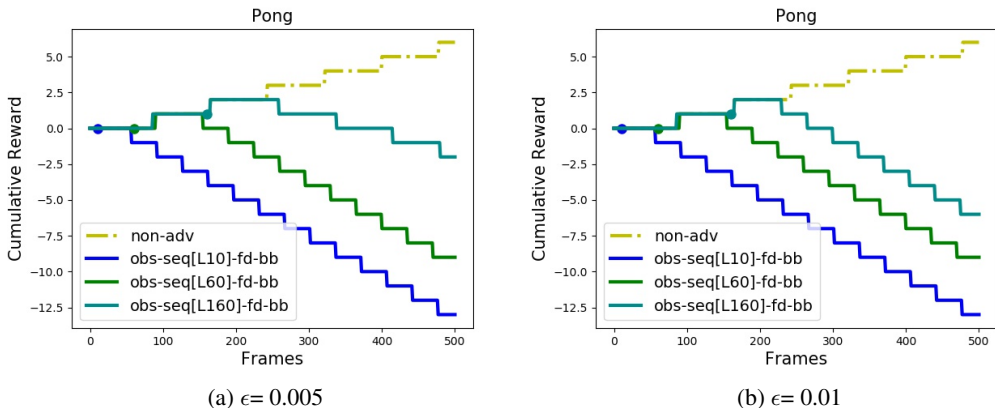 Pong
Cumulative Reward
5.0
2.5
0.0
−2.5
−5.0
−7.5
−10.0
−12.5
non-adv
obs-seq[L10]-fd-bb
obs-seq[L60]-fd-bb
obs-seq[L160]-fd-bb
0 100 200 300 400 500
Frames
(a) ϵ= 0.005
Pong
Cumulative Reward
5.0
2.5
0.0
−2.5
−5.0
−7.5
−10.0
−12.5
non-adv
obs-seq[L10]-fd-bb
obs-seq[L60]-fd-bb
obs-seq[L160]-fd-bb
0 100 200 300 400 500
Frames
(b) ϵ= 0.01